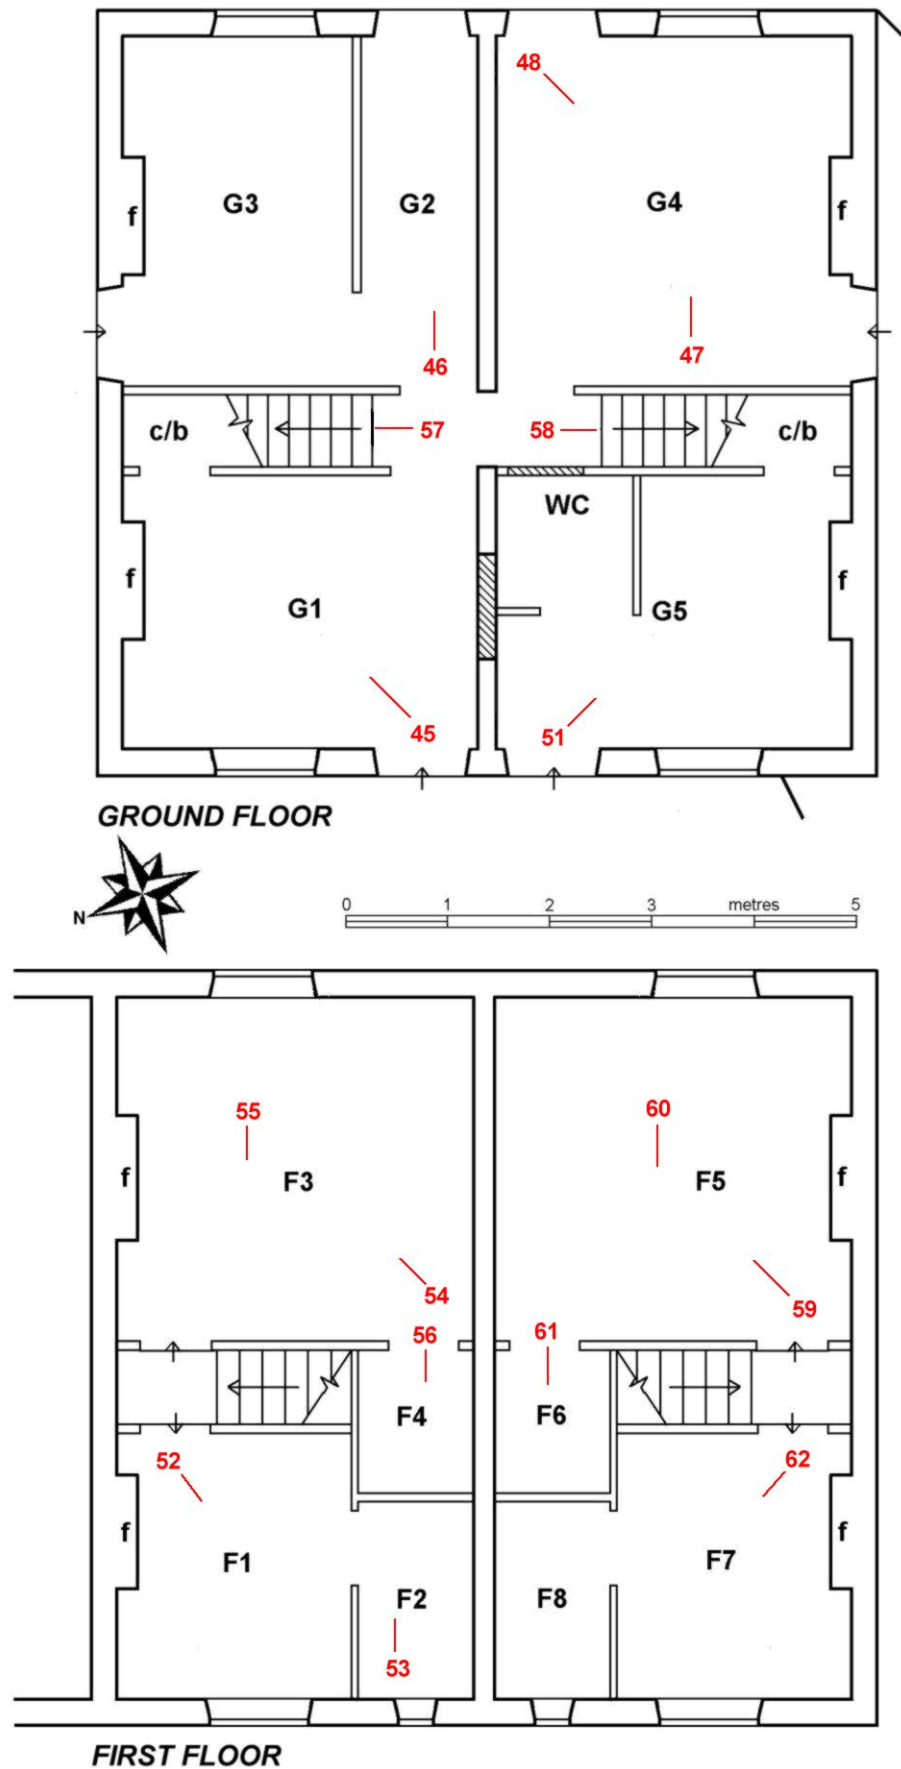 48
G3 G2 G4
f f
46 47
c/b 57 58 c/b
WC
f G1 G5 f
45 51
GROUND FLOOR
N
0 1 2 3 metres 5
55 60
f F3 F5 f
54 59
56 61
F4 F6
52 62
f F1 F7 f
F2 F8
53
FIRST FLOOR